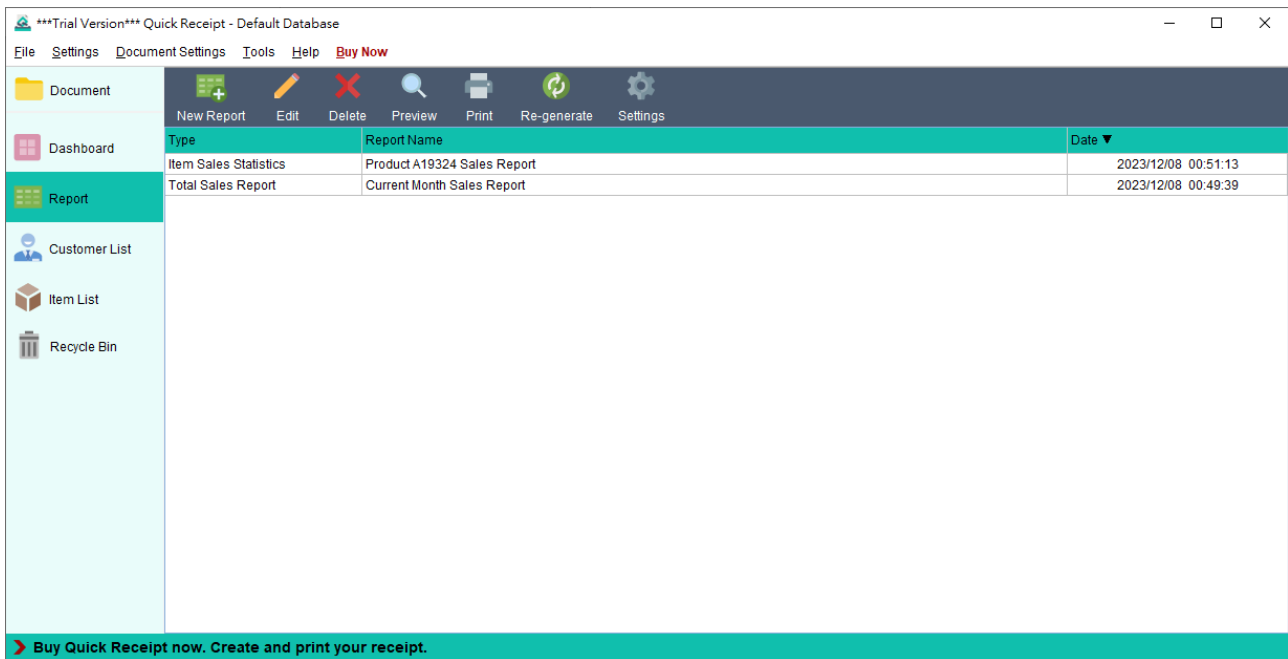 ***Trial Version*** Quick Receipt - Default Database
File Settings Document Settings Tools Help Buy Now
Document
New Report Edit Delete Preview Print Re-generate Settings
Dashboard
Report
Customer List
Item List
Recycle Bin
Type Report Name Date ▼
Item Sales Statistics Product A19324 Sales Report 2023/12/08 00:51:13
Total Sales Report Current Month Sales Report 2023/12/08 00:49:39
Buy Quick Receipt now. Create and print your receipt.